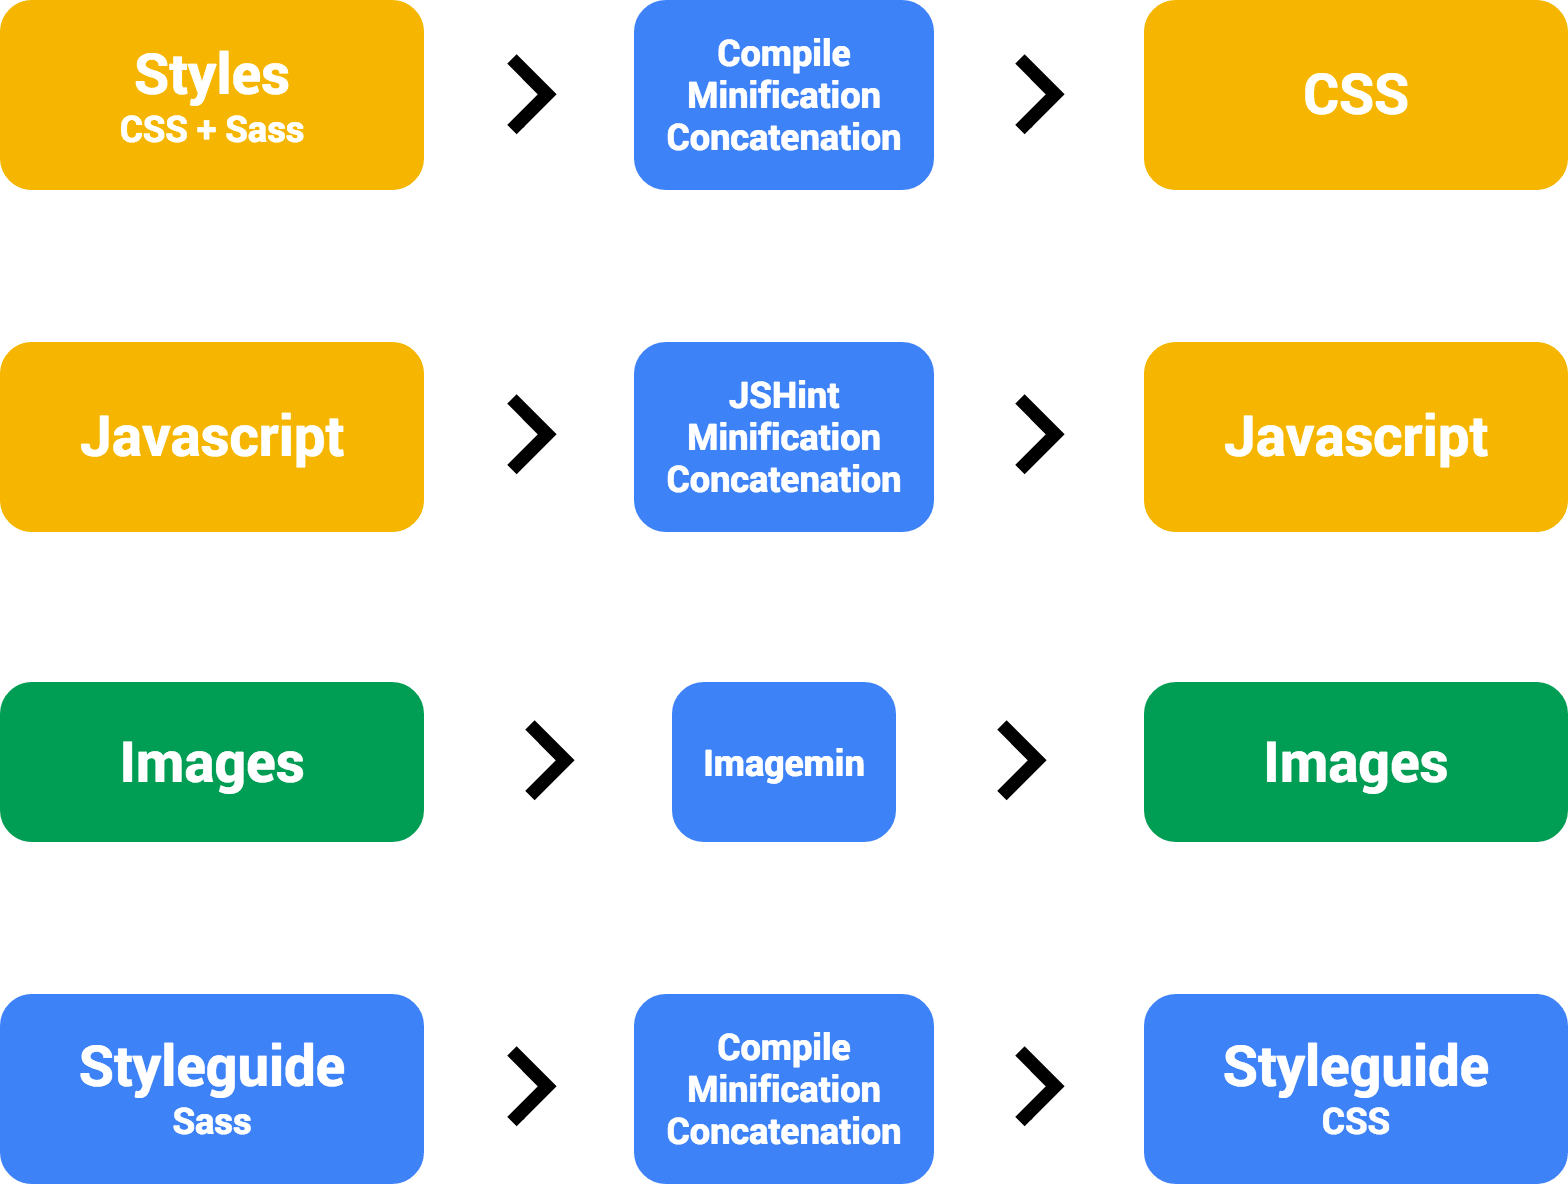 Styles
CSS + Sass
Compile
Minification
Concatenation
CSS
Javascript
JSHint
Minification
Concatenation
Javascript
Images
Imagemin
Images
Styleguide
Sass
Compile
Minification
Concatenation
Styleguide
CSS